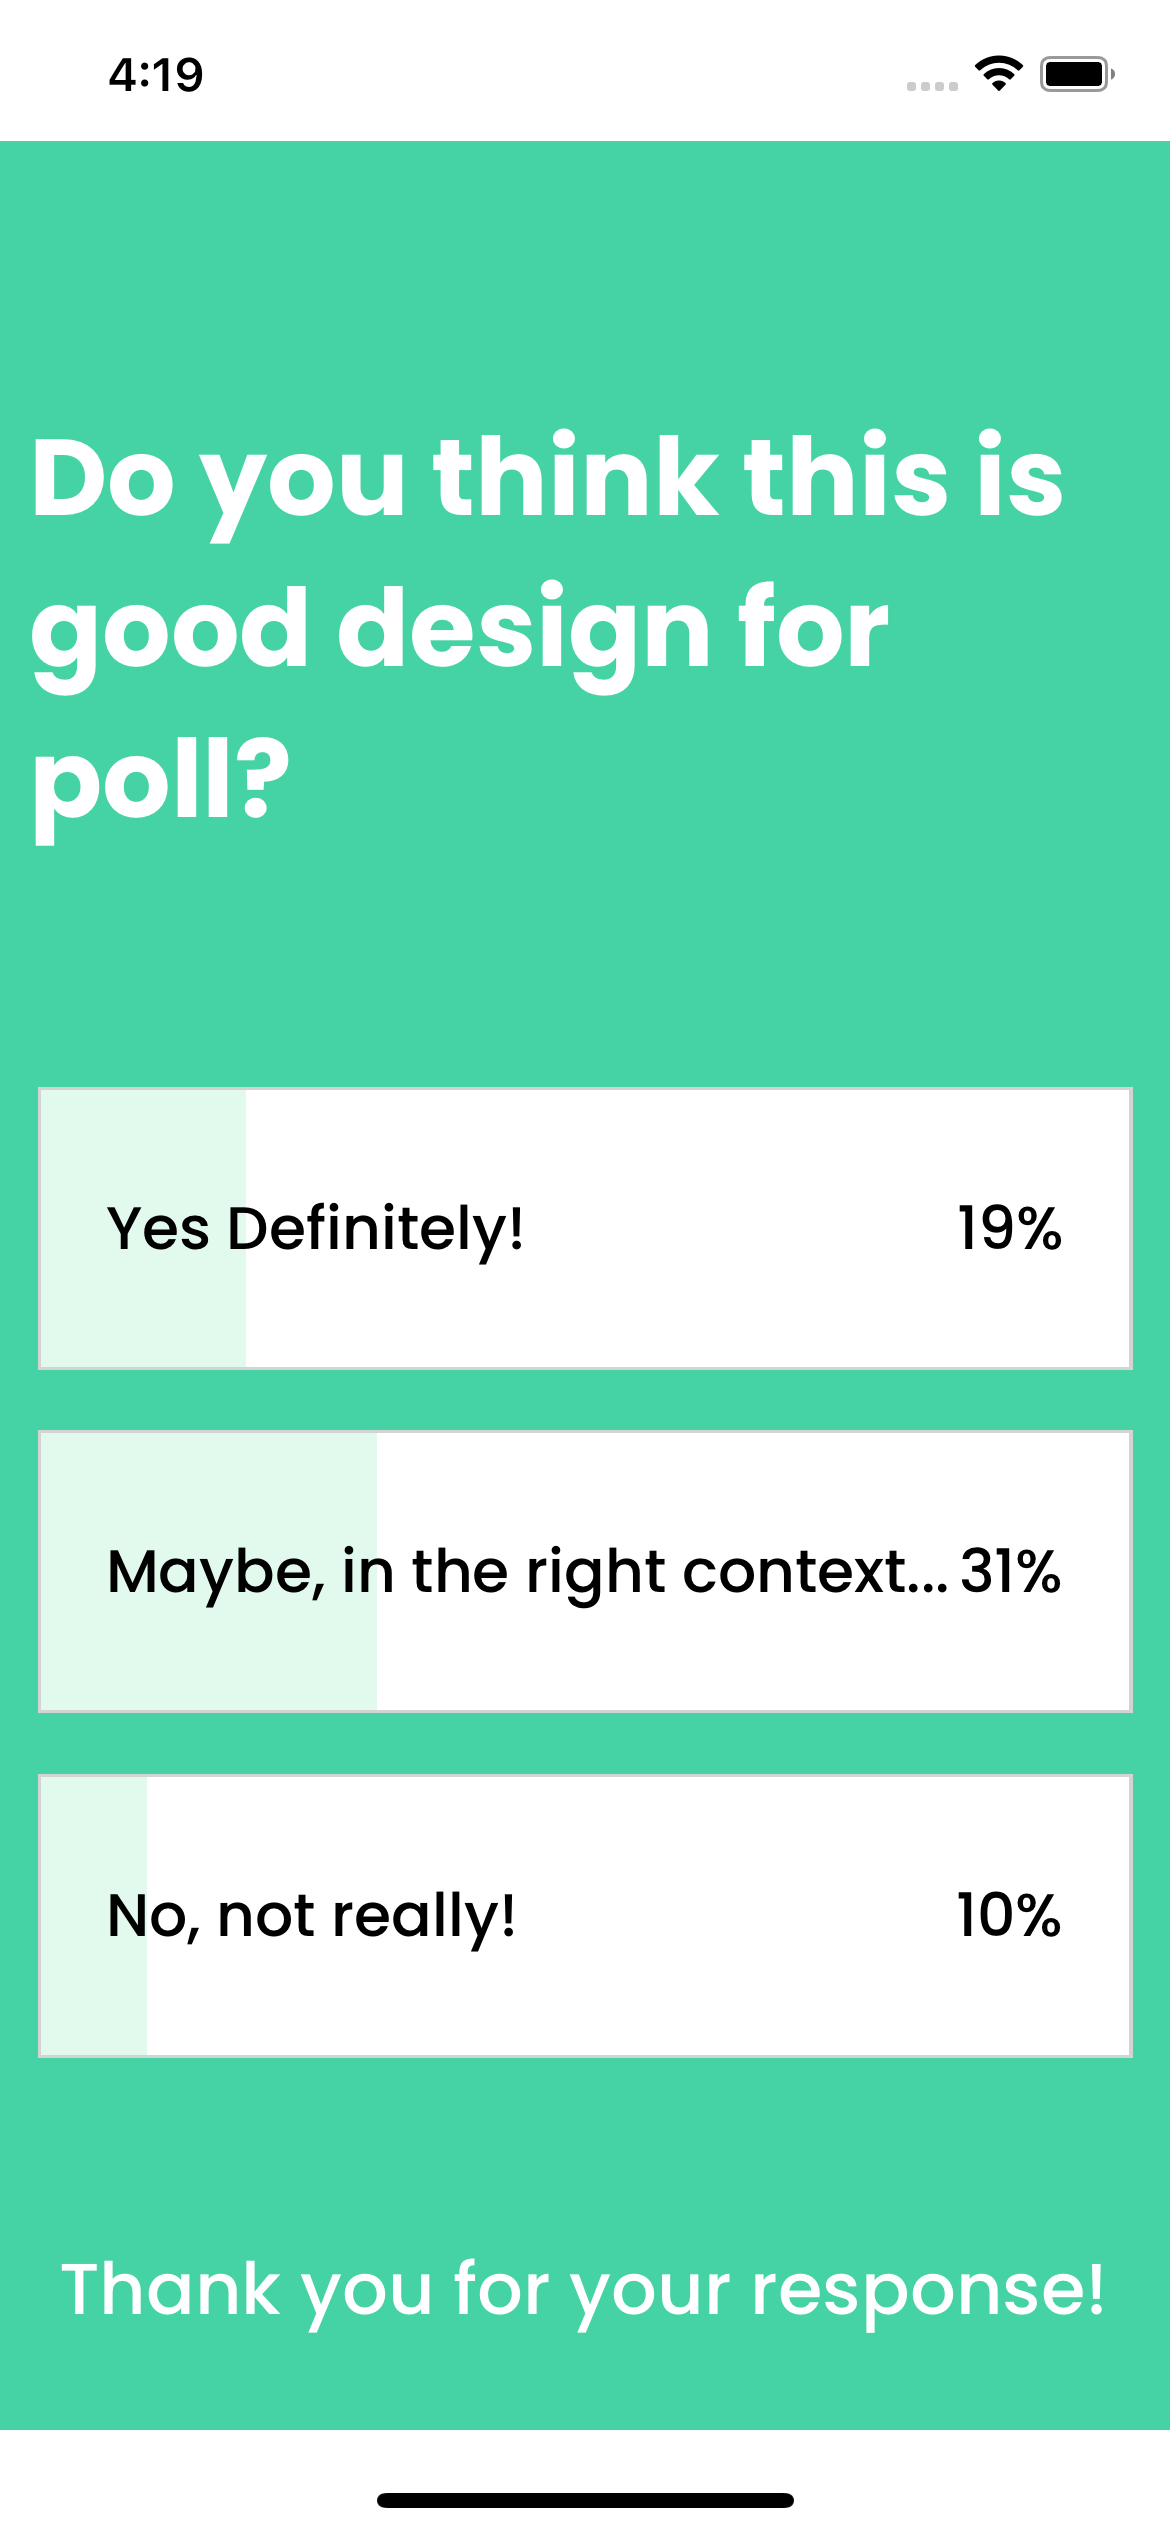 4:19
Do you think this is
good design for
poll?
Yes Definitely! 19%
Maybe, in the right context... 31%
No, not really! 10%
Thank you for your response!